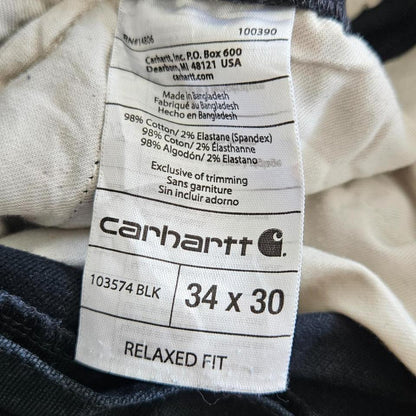 RN#14806 100390
Carhartt, Inc. P.O. Box 600
Dearborn, MI 48121 USA
carhartt.com
Made in Bangladesh
Fabriqué au Bangladesh
Hecho en Bangladesh
98% Cotton/ 2% Elastane (Spandex)
98% Coton/ 2% Élasthanne
98% Algodón/ 2% Elastano
Exclusive of trimming
Sans garniture
Sin incluir adorno
carhartt
103574 BLK 34 x 30
RELAXED FIT